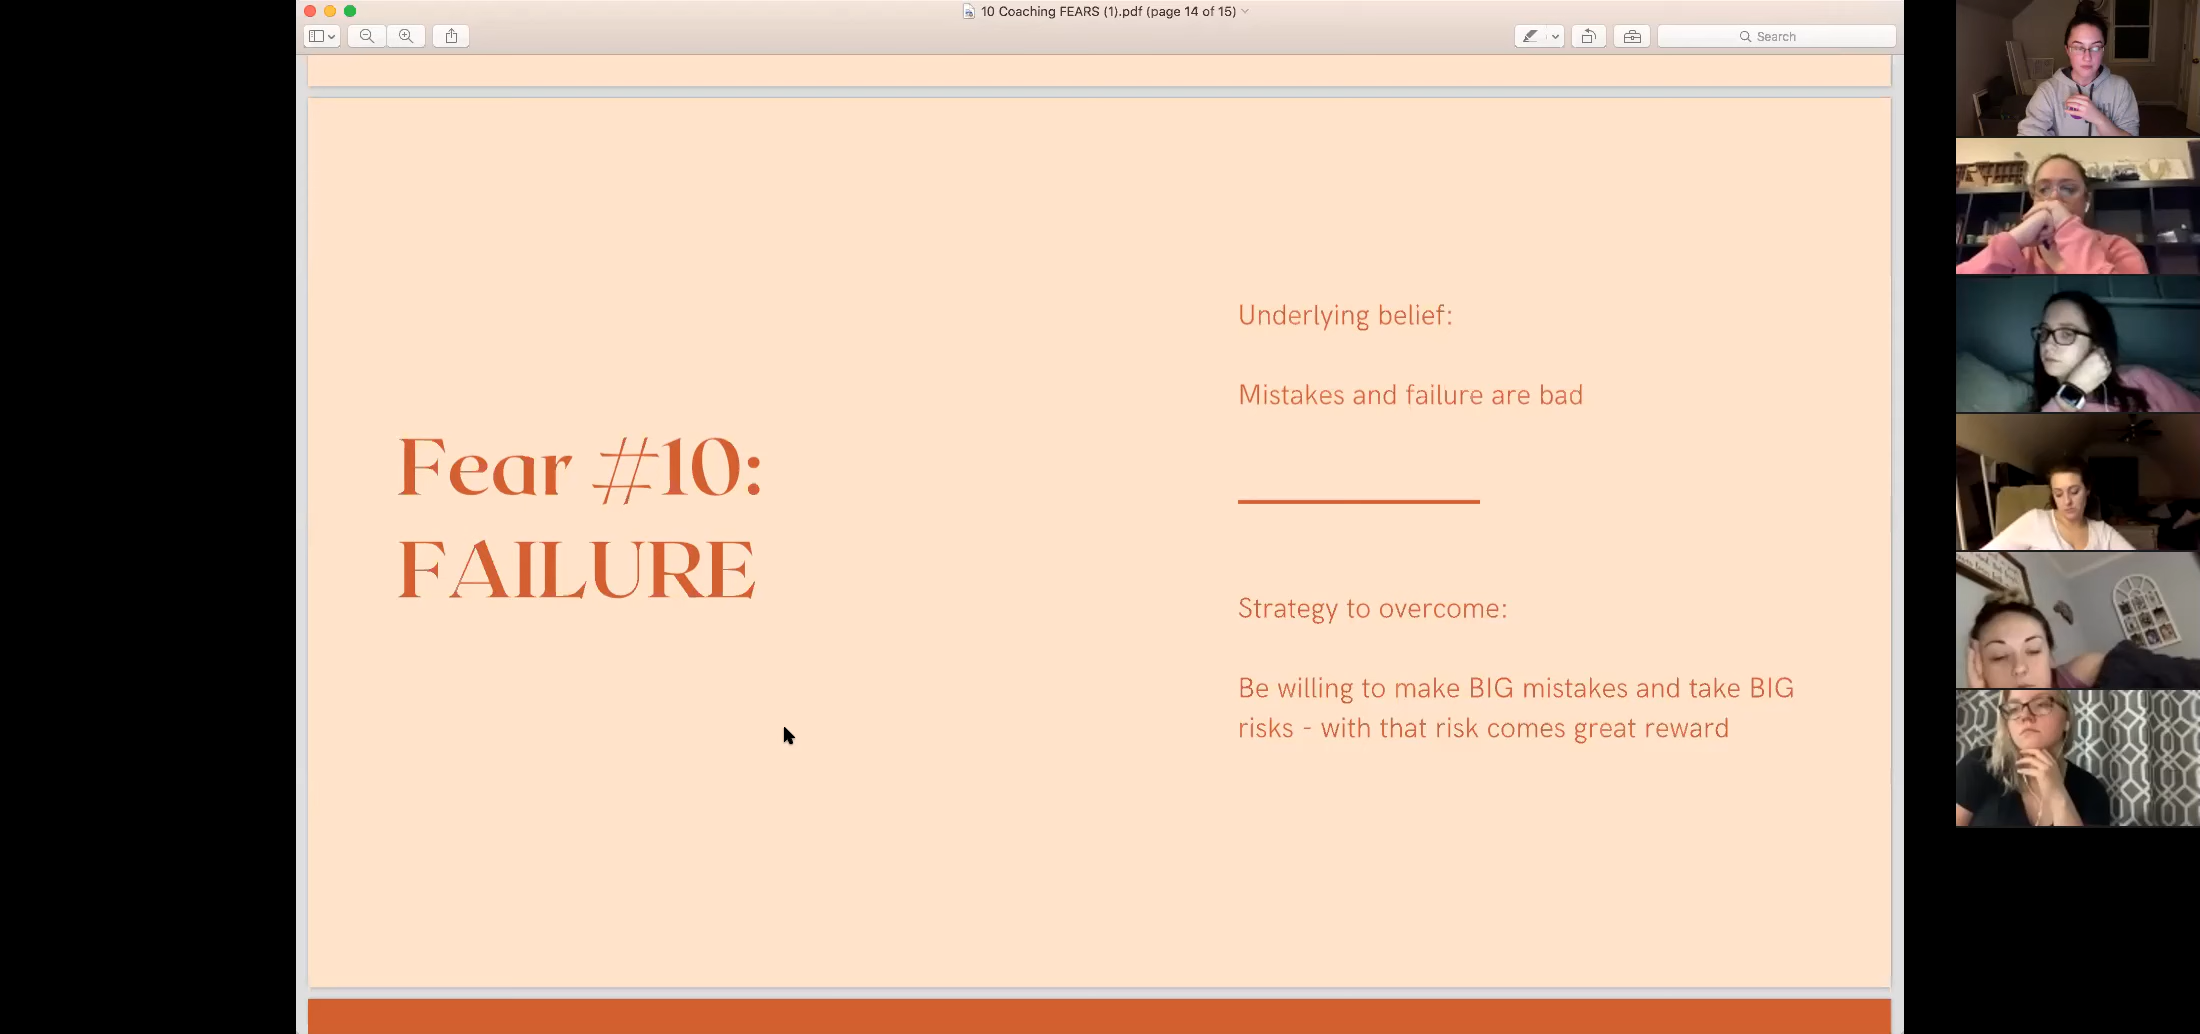 10 Coaching FEARS (1).pdf (page 14 of 15)
Search
Fear #10:
FAILURE
Underlying belief:
Mistakes and failure are bad
Strategy to overcome:
Be willing to make BIG mistakes and take BIG
risks - with that risk comes great reward